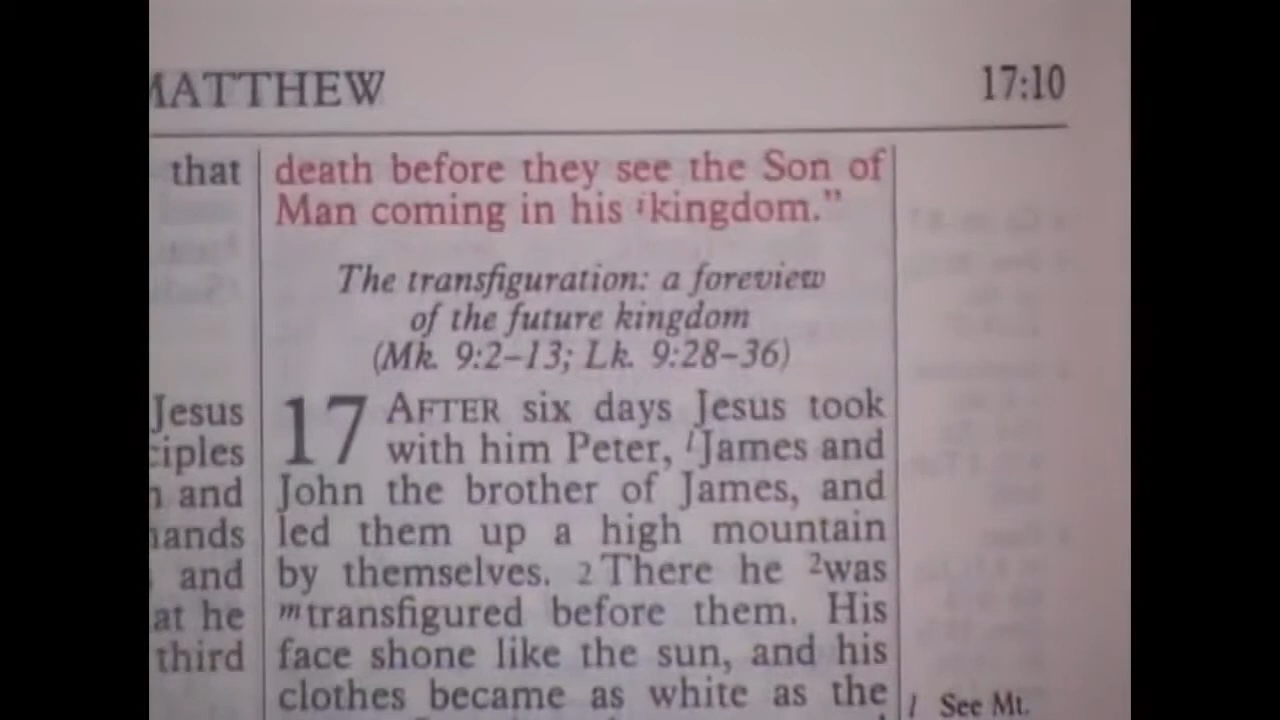 MATTHEW 17:10
that
Jesus
ciples
and
hands
and
at he
third
death before they see the Son of
Man coming in his ikingdom."
The transfiguration: a foreview
of the future kingdom
(Mk. 9:2–13; Lk. 9:28–36)
17 AFTER six days Jesus took
with him Peter, lJames and
John the brother of James, and
led them up a high mountain
by themselves. 2 There he 2was
mtransfigured before them. His
face shone like the sun, and his
clothes became as white as the
l See Mt.